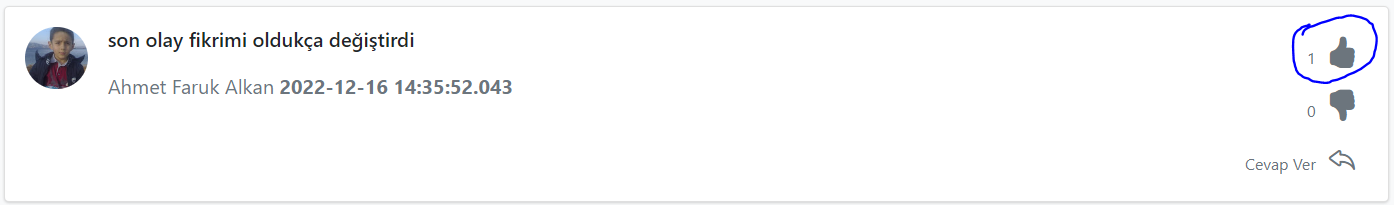 son olay fikrimi oldukça değiştirdi
Ahmet Faruk Alkan 2022-12-16 14:35:52.043
1
0
Cevap Ver